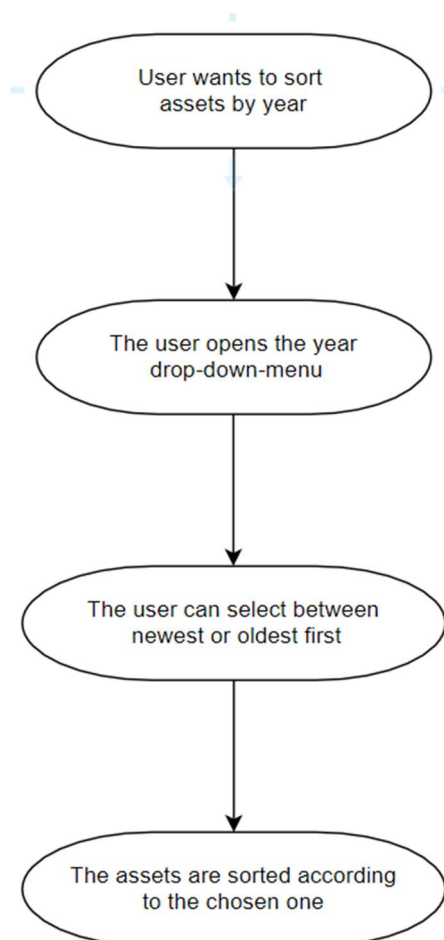 User wants to sort
assets by year
The user opens the year
drop-down-menu
The user can select between
newest or oldest first
The assets are sorted according
to the chosen one